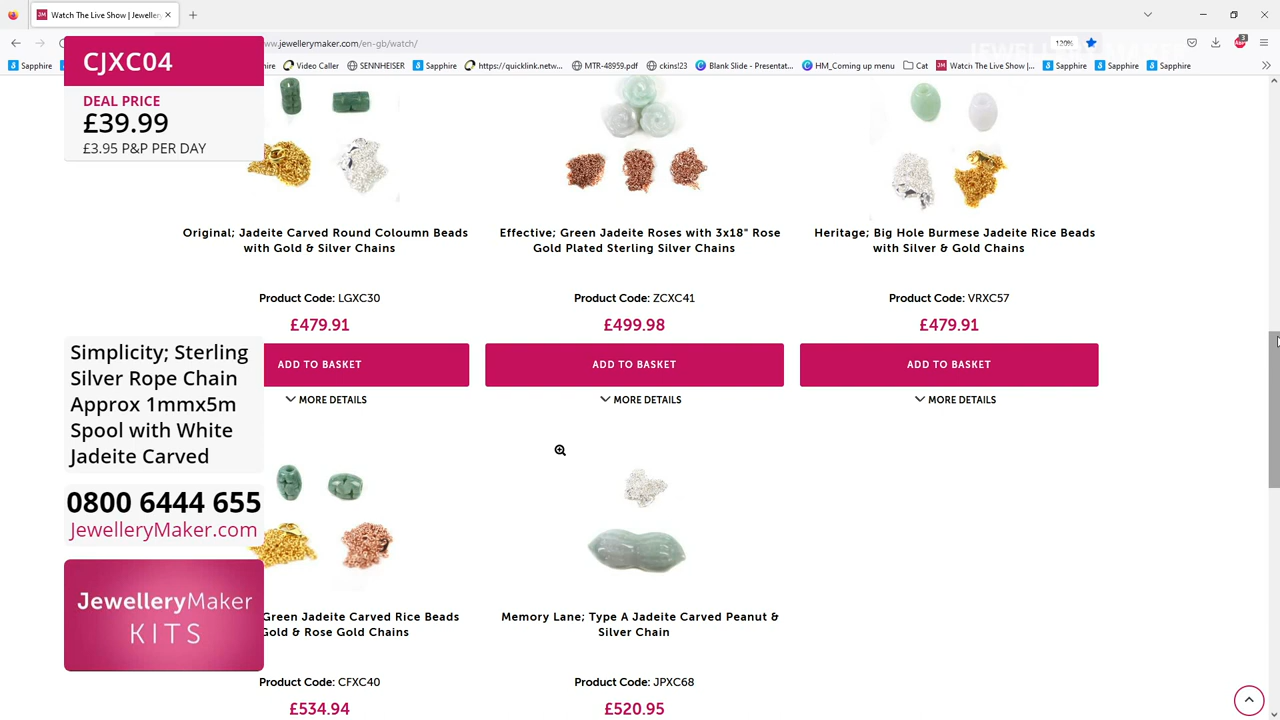 Watch The Live Show | Jeweller
www.jewellerymaker.com/en-gb/watch/
120%
3
Sapphire
Video Caller
SENNHEISER
Sapphire
https://quicklink.netw...
MTR-48959.pdf
ckins!23
Blank Slide - Presentat...
HM_Coming up menu
Cat
Watch The Live Show...
Sapphire
Sapphire
Sapphire
CJXC04
DEAL PRICE
£39.99
£3.95 P&P PER DAY
Original; Jadeite Carved Round Coloumn Beads
with Gold & Silver Chains
Product Code: LGXC30
£479.91
ADD TO BASKET
MORE DETAILS
Effective; Green Jadeite Roses with 3x18" Rose
Gold Plated Sterling Silver Chains
Product Code: ZCXC41
£499.98
ADD TO BASKET
MORE DETAILS
Heritage; Big Hole Burmese Jadeite Rice Beads
with Silver & Gold Chains
Product Code: VRXC57
£479.91
ADD TO BASKET
MORE DETAILS
Simplicity; Sterling
Silver Rope Chain
Approx 1mmx5m
Spool with White
Jadeite Carved
0800 6444 655
JewelleryMaker.com
JewelleryMaker
KITS
Green Jadeite Carved Rice Beads
Gold & Rose Gold Chains
Product Code: CFXC40
£534.94
Memory Lane; Type A Jadeite Carved Peanut &
Silver Chain
Product Code: JPXC68
£520.95